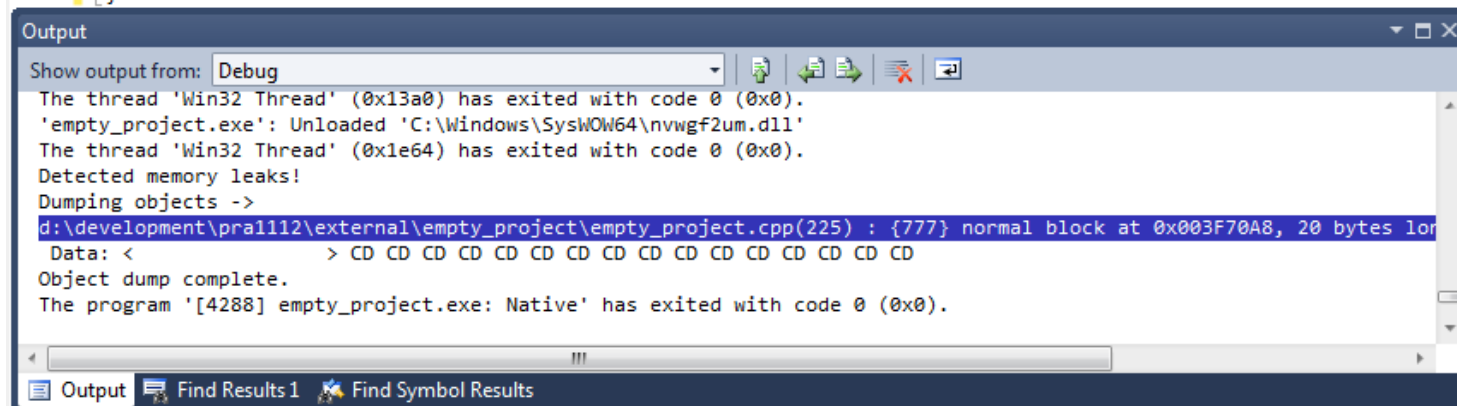 Output
Show output from: Debug
The thread 'Win32 Thread' (0x13a0) has exited with code 0 (0x0).
'empty_project.exe': Unloaded 'C:\Windows\SysWOW64\nvwgf2um.dll'
The thread 'Win32 Thread' (0x1e64) has exited with code 0 (0x0).
Detected memory leaks!
Dumping objects ->
d:\development\pra1112\external\empty_project\empty_project.cpp(225) : {777} normal block at 0x003F70A8, 20 bytes lon
Data: < > CD CD CD CD CD CD CD CD CD CD CD CD CD CD CD CD
Object dump complete.
The program '[4288] empty_project.exe: Native' has exited with code 0 (0x0).
Output Find Results 1 Find Symbol Results